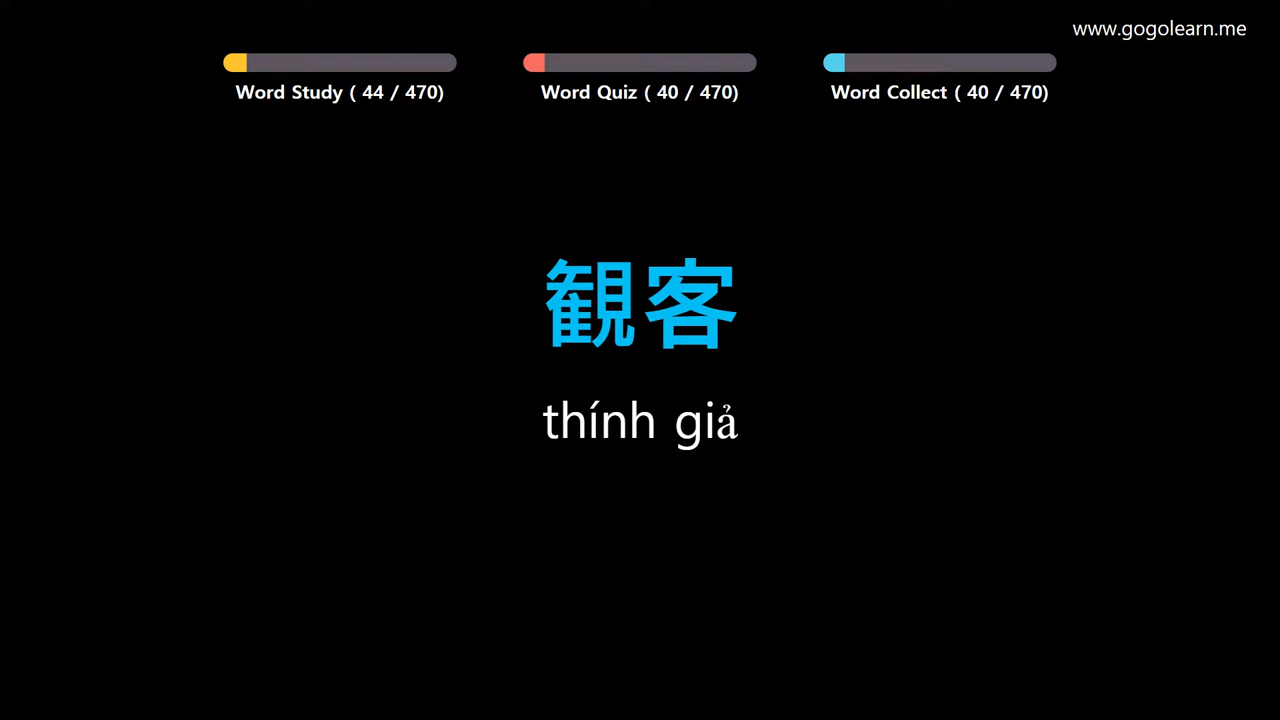 www.gogolearn.me
Word Study ( 44 / 470)
Word Quiz ( 40 / 470)
Word Collect ( 40 / 470)
観客
thính giả